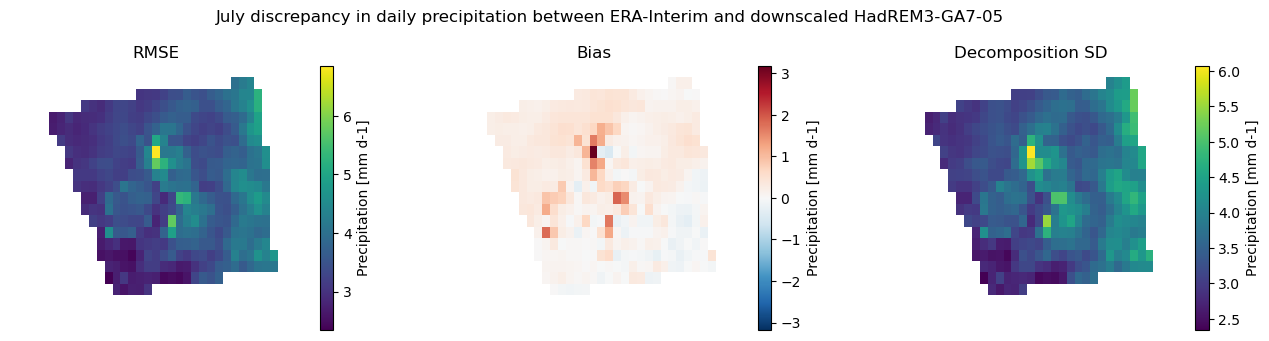 July discrepancy in daily precipitation between ERA-Interim and downscaled HadREM3-GA7-05
RMSE
Bias
Decomposition SD
6
5
4
3
Precipitation [mm d-1]
3
2
1
0
−1
−2
−3
Precipitation [mm d-1]
6.0
5.5
5.0
4.5
4.0
3.5
3.0
2.5
Precipitation [mm d-1]